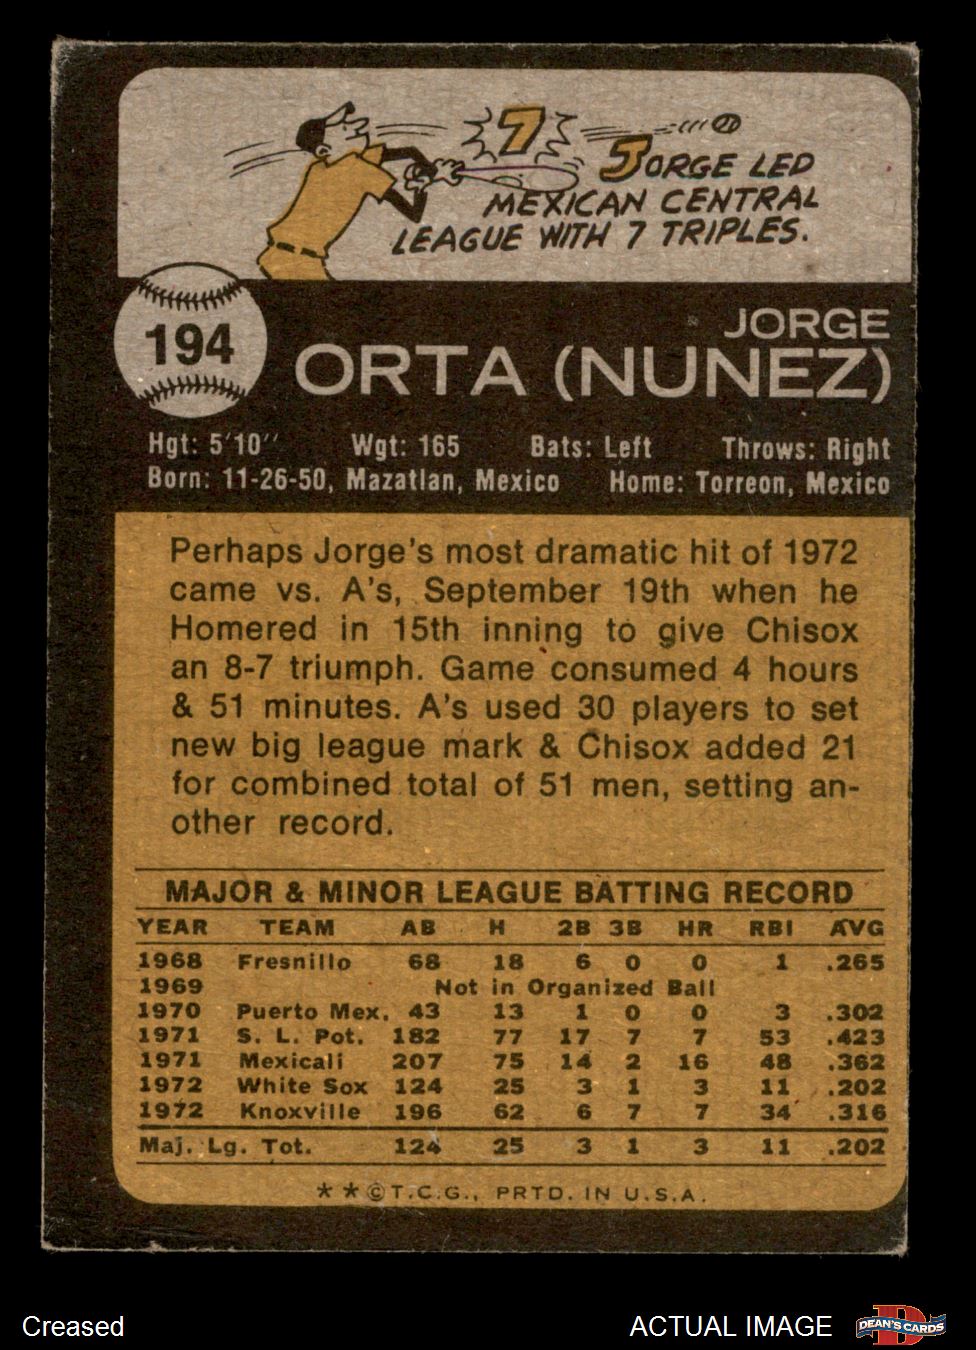 7
JORGE LED
MEXICAN CENTRAL
LEAGUE WITH 7 TRIPLES.
194
JORGE
ORTA (NUNEZ)
Hgt: 5'10" Wgt: 165 Bats: Left Throws: Right
Born: 11-26-50, Mazatlan, Mexico Home: Torreon, Mexico
Perhaps Jorge's most dramatic hit of 1972
came vs. A's, September 19th when he
Homered in 15th inning to give Chisox
an 8-7 triumph. Game consumed 4 hours
& 51 minutes. A's used 30 players to set
new big league mark & Chisox added 21
for combined total of 51 men, setting an-
other record.
MAJOR & MINOR LEAGUE BATTING RECORD
YEAR TEAM AB H 2B 3B HR RBI AVG
1968 Fresnillo 68 18 6 0 0 1 .265
1969 Not in Organized Ball
1970 Puerto Mex. 43 13 1 0 0 3 .302
1971 S. L. Pot. 182 77 17 7 7 53 .423
1971 Mexicali 207 75 14 2 16 48 .362
1972 White Sox 124 25 3 1 3 11 .202
1972 Knoxville 196 62 6 7 7 34 .316
Maj. Lg. Tot. 124 25 3 1 3 11 .202
**©T.C.G., PRTD. IN U.S.A.
Creased
ACTUAL IMAGE
D
DEAN'S CARDS